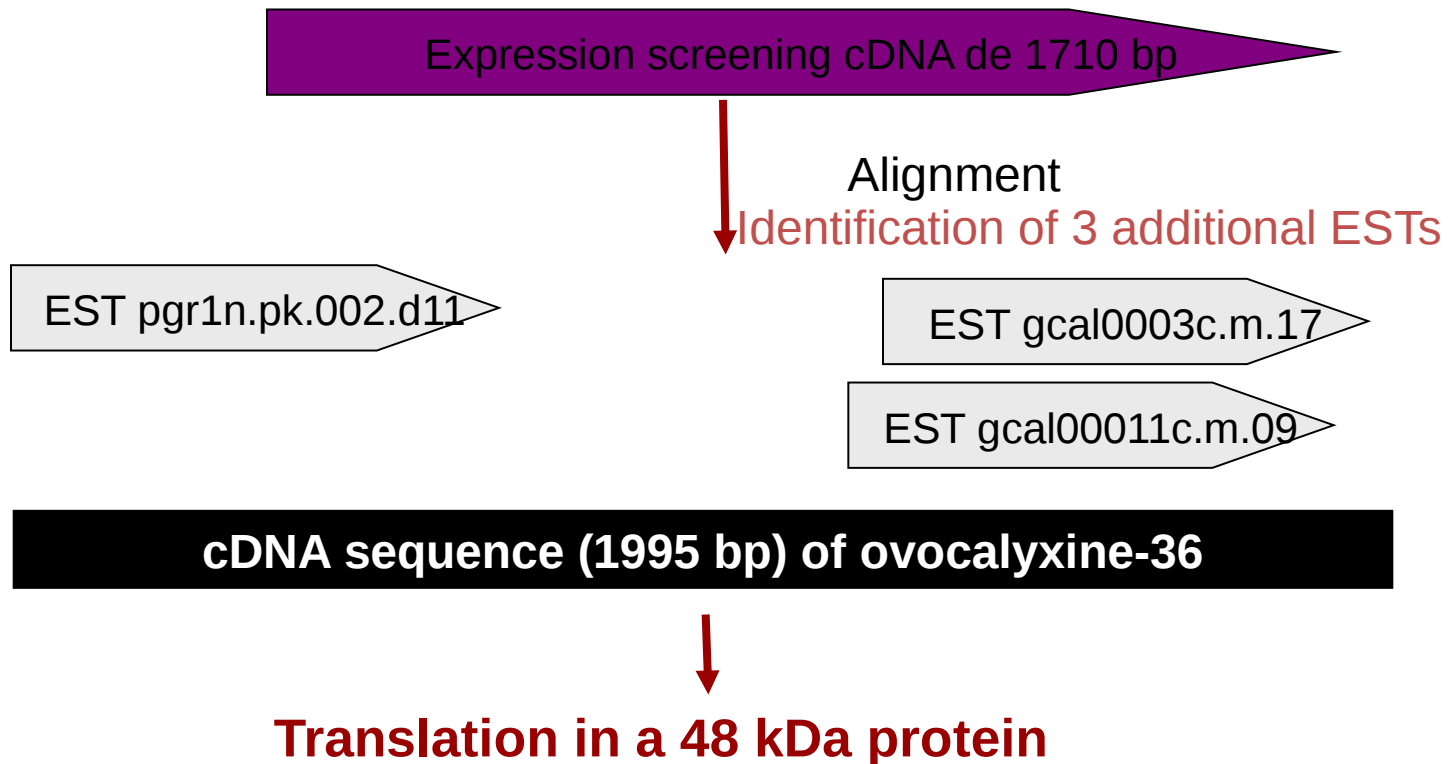 Expression screening cDNA de 1710 bp
Alignment
Identification of 3 additional ESTs
EST pgr1n.pk.002.d11
EST gcal0003c.m.17
EST gcal00011c.m.09
cDNA sequence (1995 bp) of ovocalyxine-36
Translation in a 48 kDa protein